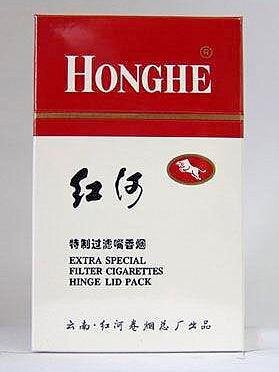 ®
HONGHE
红河
特制过滤嘴香烟
EXTRA SPECIAL
FILTER CIGARETTES
HINGE LID PACK
云南·红河卷烟总厂出品